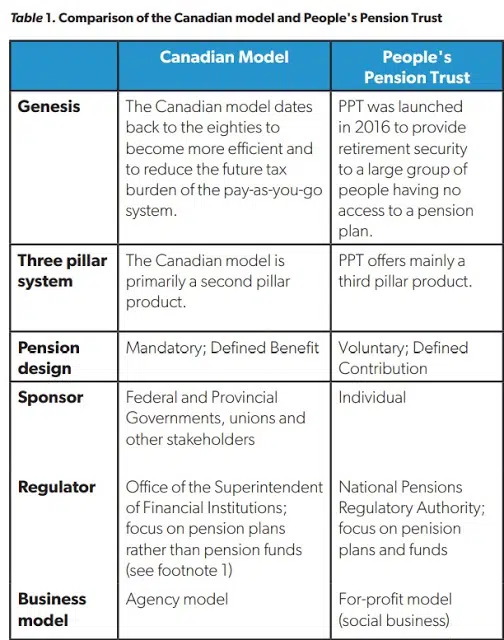 Table 1. Comparison of the Canadian model and People's Pension Trust
Canadian Model
People's
Pension Trust
Genesis
The Canadian model dates
back to the eighties to
become more efficient and
to reduce the future tax
burden of the pay-as-you-go
system.
PPT was launched
in 2016 to provide
retirement security
to a large group of
people having no
access to a pension
plan.
Three pillar
system
The Canadian model is
primarily a second pillar
product.
PPT offers mainly a
third pillar product.
Pension
design
Mandatory; Defined Benefit
Voluntary; Defined
Contribution
Sponsor
Federal and Provincial
Governments, unions and
other stakeholders
Individual
Regulator
Office of the Superintendent
of Financial Institutions;
focus on pension plans
rather than pension funds
(see footnote 1)
National Pensions
Regulatory Authority;
focus on penision
plans and funds
Business
model
Agency model
For-profit model
(social business)